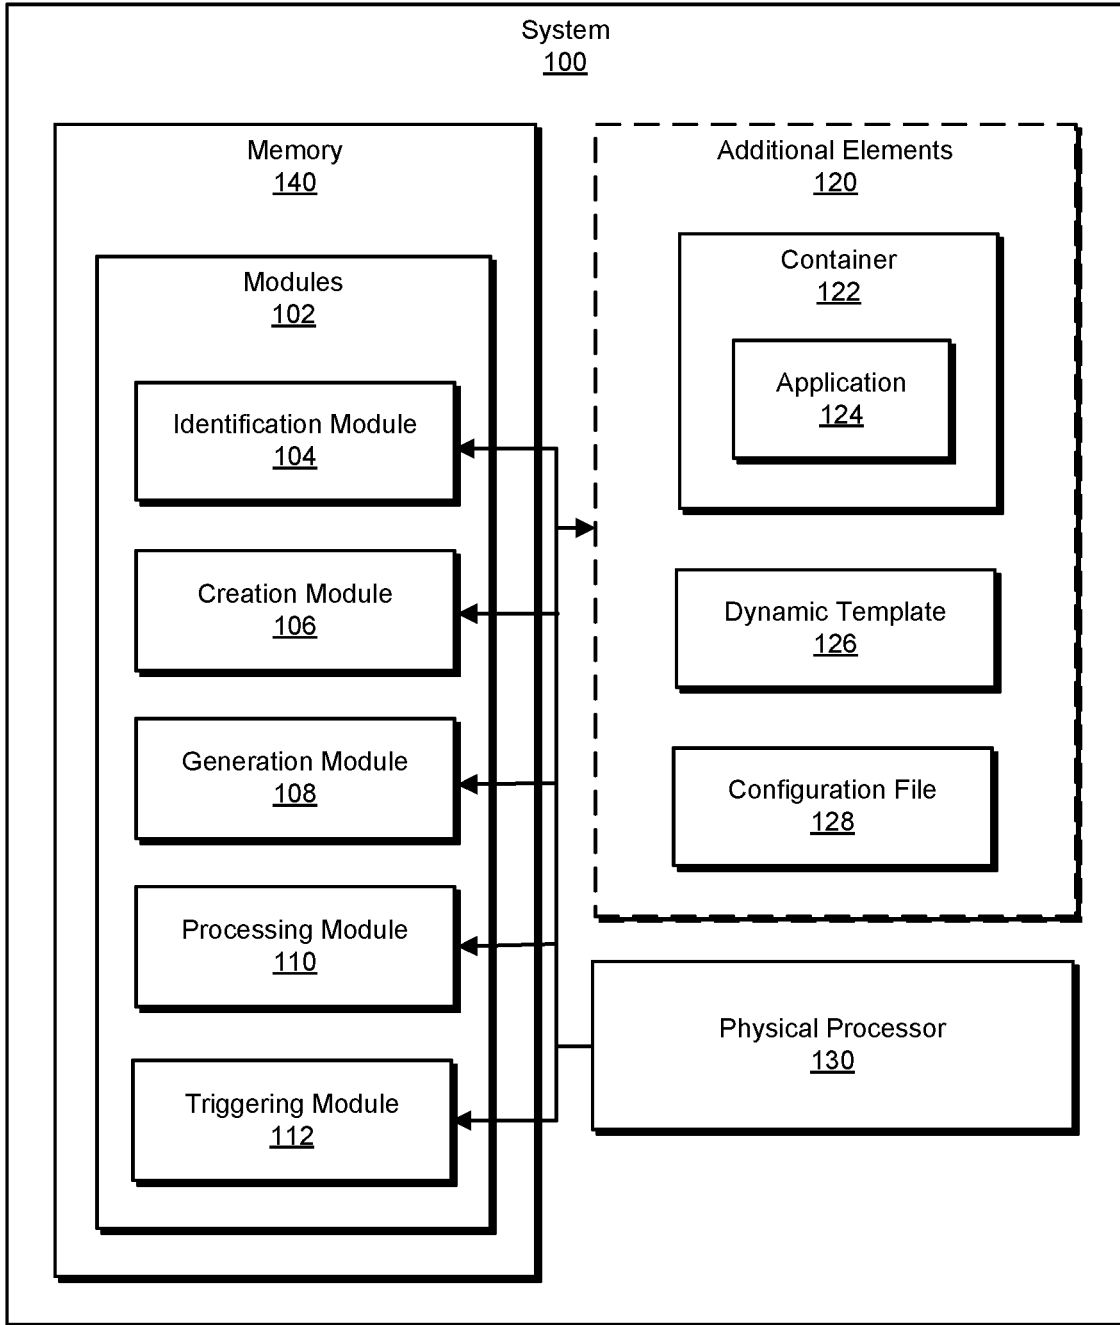 System
100
Memory
140
Modules
102
Identification Module
104
Creation Module
106
Generation Module
108
Processing Module
110
Triggering Module
112
Additional Elements
120
Container
122
Application
124
Dynamic Template
126
Configuration File
128
Physical Processor
130